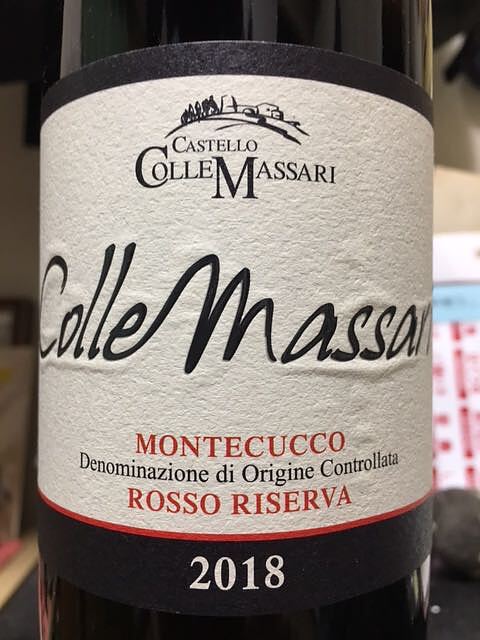 CASTELLO
COLLEMASSARI
ColleMassari
MONTECUCCO
Denominazione di Origine Controllata
ROSSO RISERVA
2018